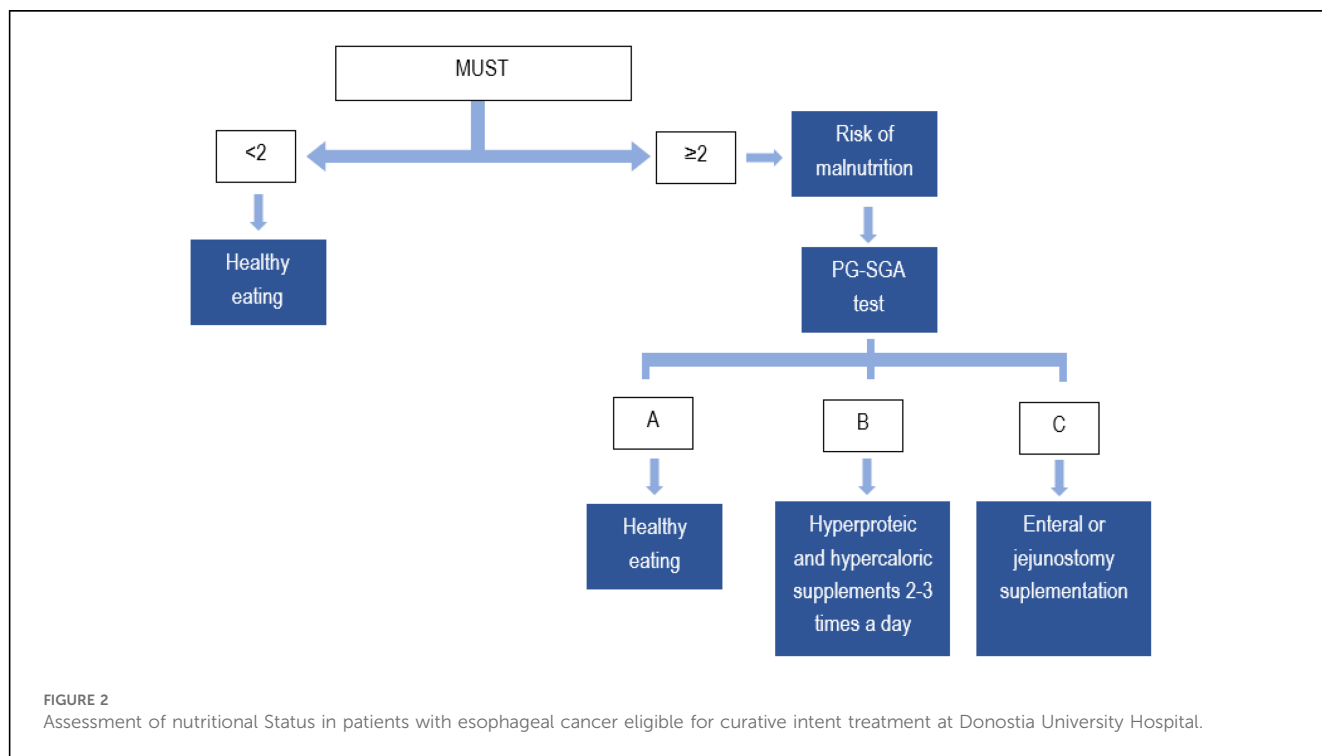 MUST
<2
≥2
Risk of
malnutrition
Healthy
eating
PG-SGA
test
A
B
C
Healthy
eating
Hyperproteic
and hypercaloric
supplements 2-3
times a day
Enteral or
jejunostomy
suplementation
FIGURE 2
Assessment of nutritional Status in patients with esophageal cancer eligible for curative intent treatment at Donostia University Hospital.